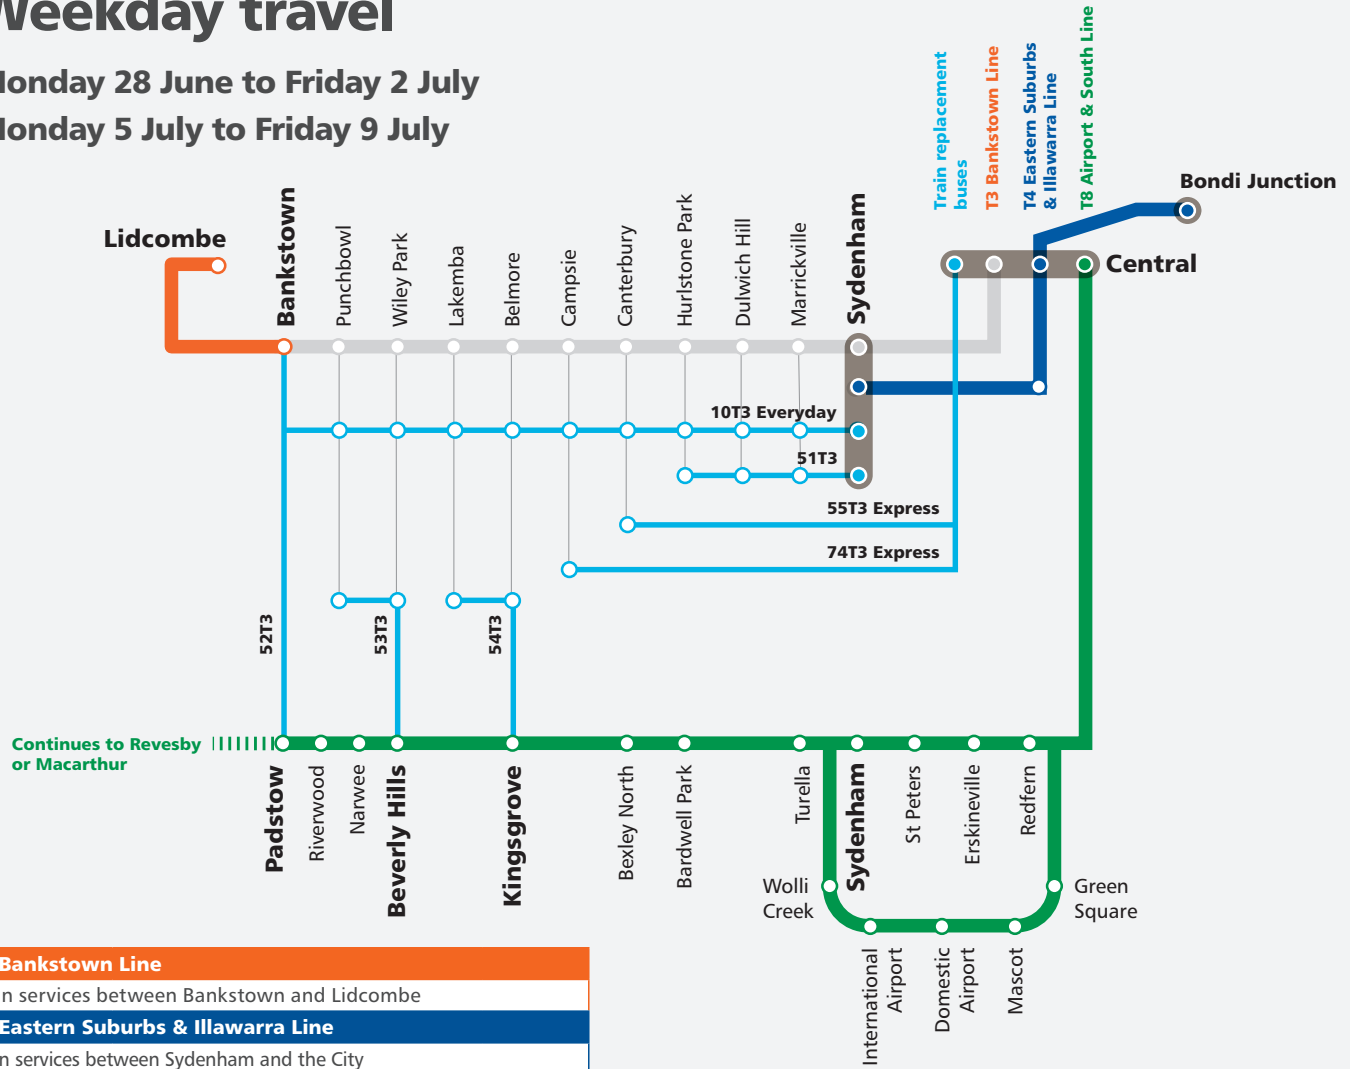 Weekday travel
Monday 28 June to Friday 2 July
Monday 5 July to Friday 9 July
Train replacement
buses
T3 Bankstown Line
T4 Eastern Suburbs
& Illawarra Line
T8 Airport & South Line
Bondi Junction
Central
Lidcombe
Bankstown
Punchbowl
Wiley Park
Lakemba
Belmore
Campsie
Canterbury
Hurlstone Park
Dulwich Hill
Marrickville
Sydenham
10T3 Everyday
51T3
55T3 Express
74T3 Express
52T3
53T3
54T3
Continues to Revesby
or Macarthur
Padstow
Riverwood
Narwee
Beverly Hills
Kingsgrove
Bexley North
Bardwell Park
Turella
Sydenham
St Peters
Erskineville
Redfern
Wolli
Creek
Green
Square
International
Airport
Domestic
Airport
Mascot
Bankstown Line
n services between Bankstown and Lidcombe
Eastern Suburbs & Illawarra Line
n services between Sydenham and the City